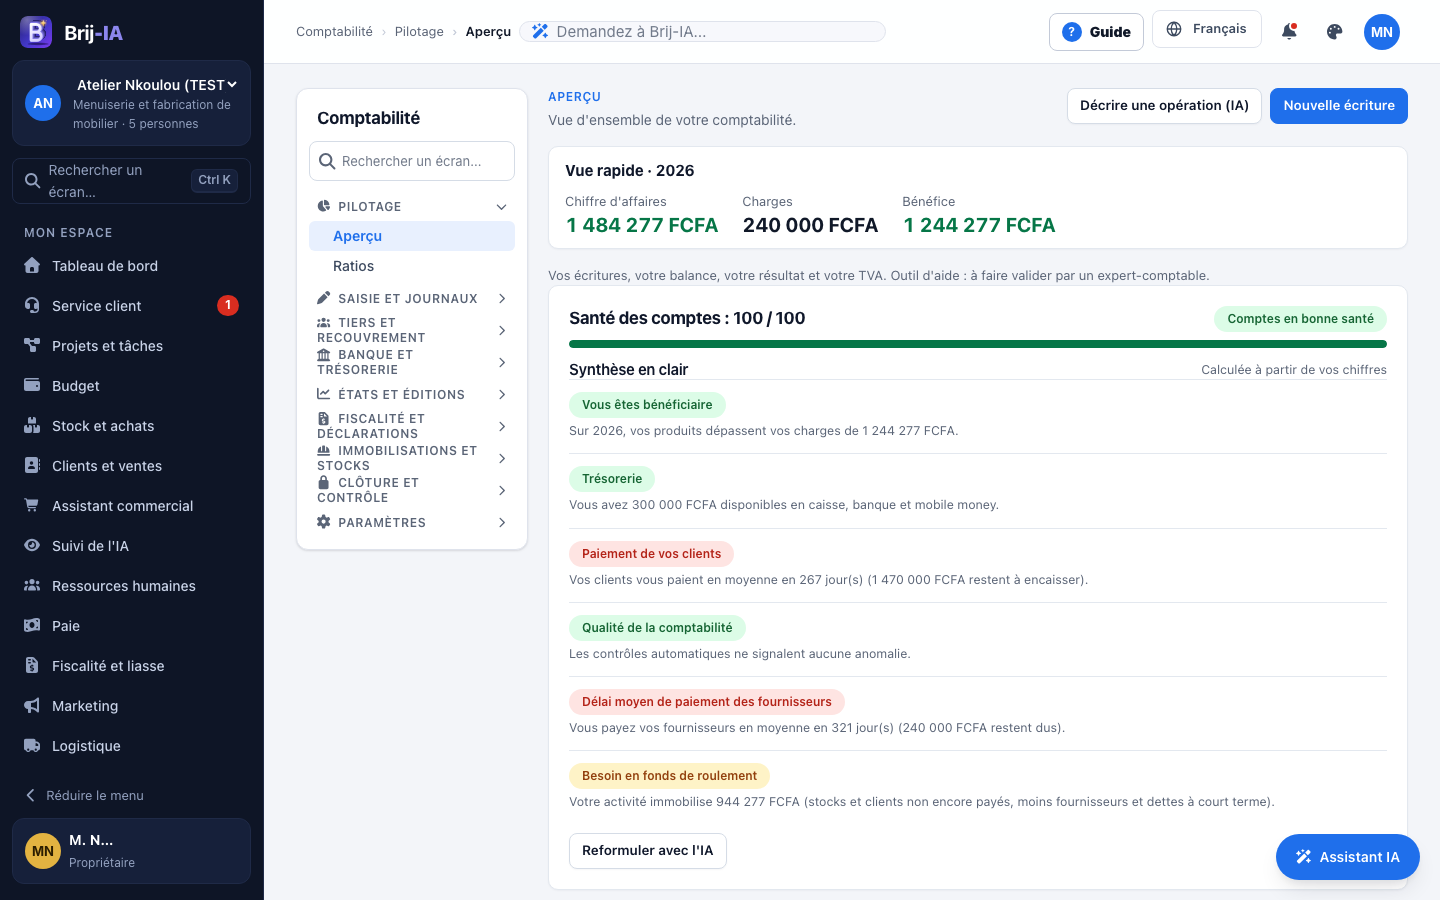 Brij-IA
AN
Atelier Nkoulou (TEST
Menuiserie et fabrication de
mobilier · 5 personnes
Rechercher un
écran...
Ctrl K
MON ESPACE
Tableau de bord
Service client
1
Projets et tâches
Budget
Stock et achats
Clients et ventes
Assistant commercial
Suivi de l'IA
Ressources humaines
Paie
Fiscalité et liasse
Marketing
Logistique
Réduire le menu
MN
M. N...
Propriétaire
Comptabilité › Pilotage › Aperçu
Demandez à Brij-IA...
? Guide
Français
MN
Comptabilité
Rechercher un écran...
PILOTAGE
Aperçu
Ratios
SAISIE ET JOURNAUX
TIERS ET
RECOUVREMENT
BANQUE ET
TRÉSORERIE
ÉTATS ET ÉDITIONS
FISCALITÉ ET
DÉCLARATIONS
IMMOBILISATIONS ET
STOCKS
CLÔTURE ET
CONTRÔLE
PARAMÈTRES
APERÇU
Vue d'ensemble de votre comptabilité.
Décrire une opération (IA)
Nouvelle écriture
Vue rapide · 2026
Chiffre d'affaires
1 484 277 FCFA
Charges
240 000 FCFA
Bénéfice
1 244 277 FCFA
Vos écritures, votre balance, votre résultat et votre TVA. Outil d'aide : à faire valider par un expert-comptable.
Santé des comptes : 100 / 100
Comptes en bonne santé
Synthèse en clair
Calculée à partir de vos chiffres
Vous êtes bénéficiaire
Sur 2026, vos produits dépassent vos charges de 1 244 277 FCFA.
Trésorerie
Vous avez 300 000 FCFA disponibles en caisse, banque et mobile money.
Paiement de vos clients
Vos clients vous paient en moyenne en 267 jour(s) (1 470 000 FCFA restent à encaisser).
Qualité de la comptabilité
Les contrôles automatiques ne signalent aucune anomalie.
Délai moyen de paiement des fournisseurs
Vous payez vos fournisseurs en moyenne en 321 jour(s) (240 000 FCFA restent dus).
Besoin en fonds de roulement
Votre activité immobilise 944 277 FCFA (stocks et clients non encore payés, moins fournisseurs et dettes à court terme).
Reformuler avec l'IA
Assistant IA